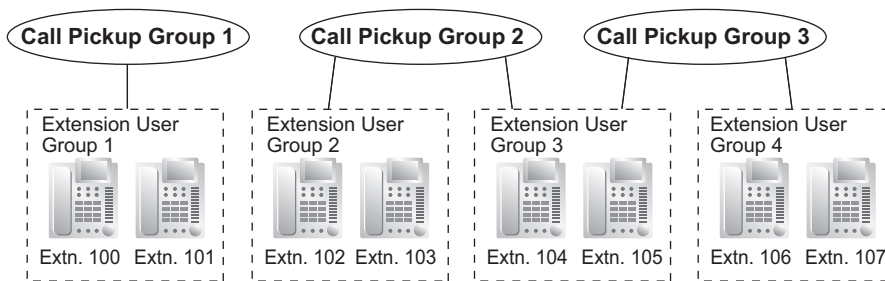 Call Pickup Group 1
Call Pickup Group 2
Call Pickup Group 3
Extension User
Group 1
Extn. 100
Extn. 101
Extension User
Group 2
Extn. 102
Extn. 103
Extension User
Group 3
Extn. 104
Extn. 105
Extension User
Group 4
Extn. 106
Extn. 107